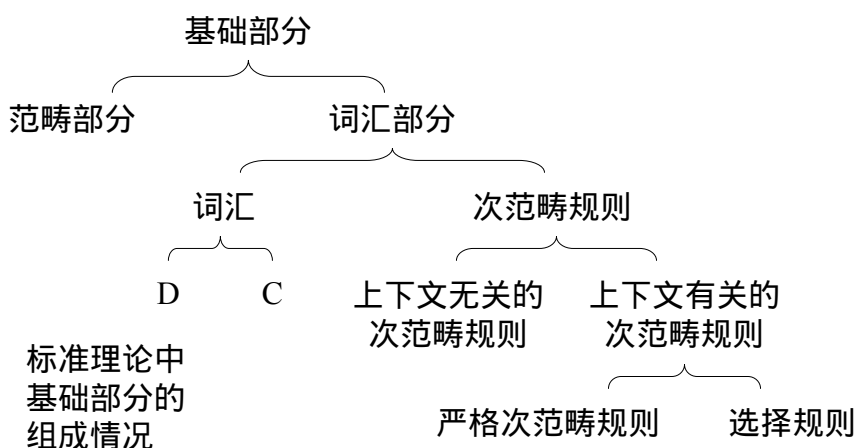 基础部分
范畴部分
词汇部分
词汇
次范畴规则
D
C
上下文无关的
次范畴规则
上下文有关的
次范畴规则
标准理论中
基础部分的
组成情况
严格次范畴规则
选择规则